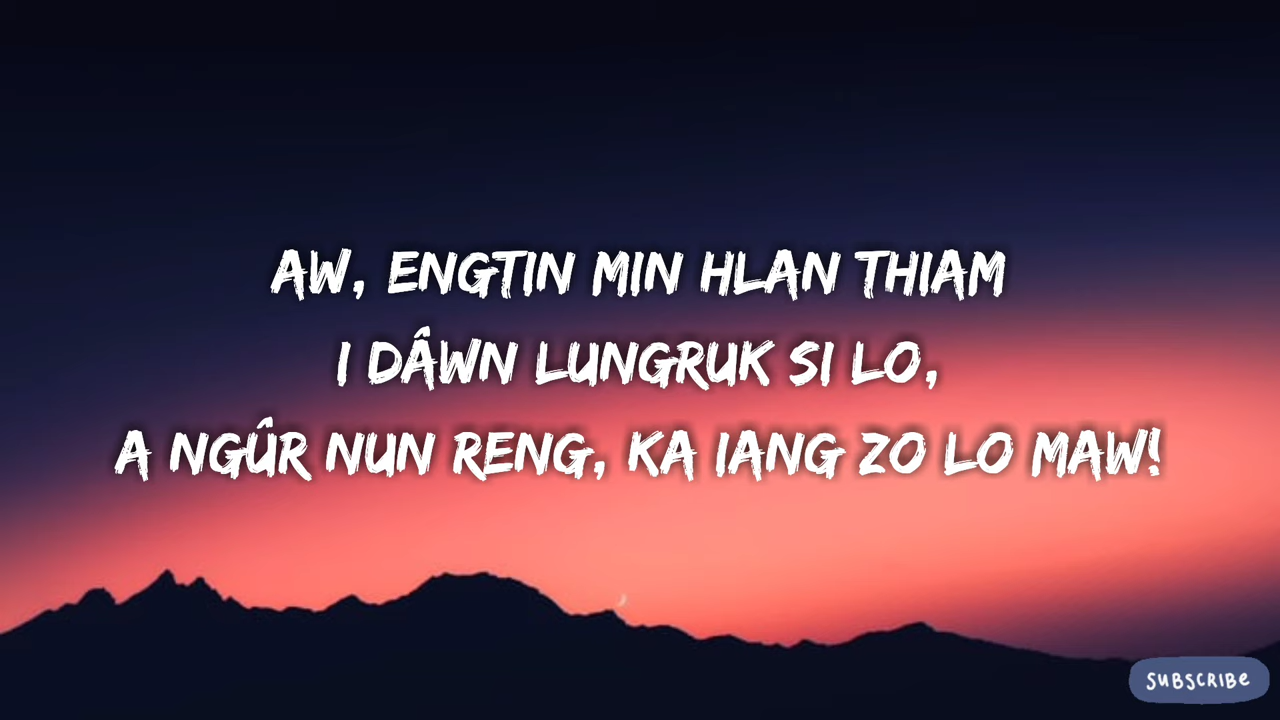 AW, ENGTIN MIN HLAN THIAM
I DÂWN LUNGRUK SI LO,
A NGÛR NUN RENG, KA IANG ZO LO MAW!
SUBSCRIBE